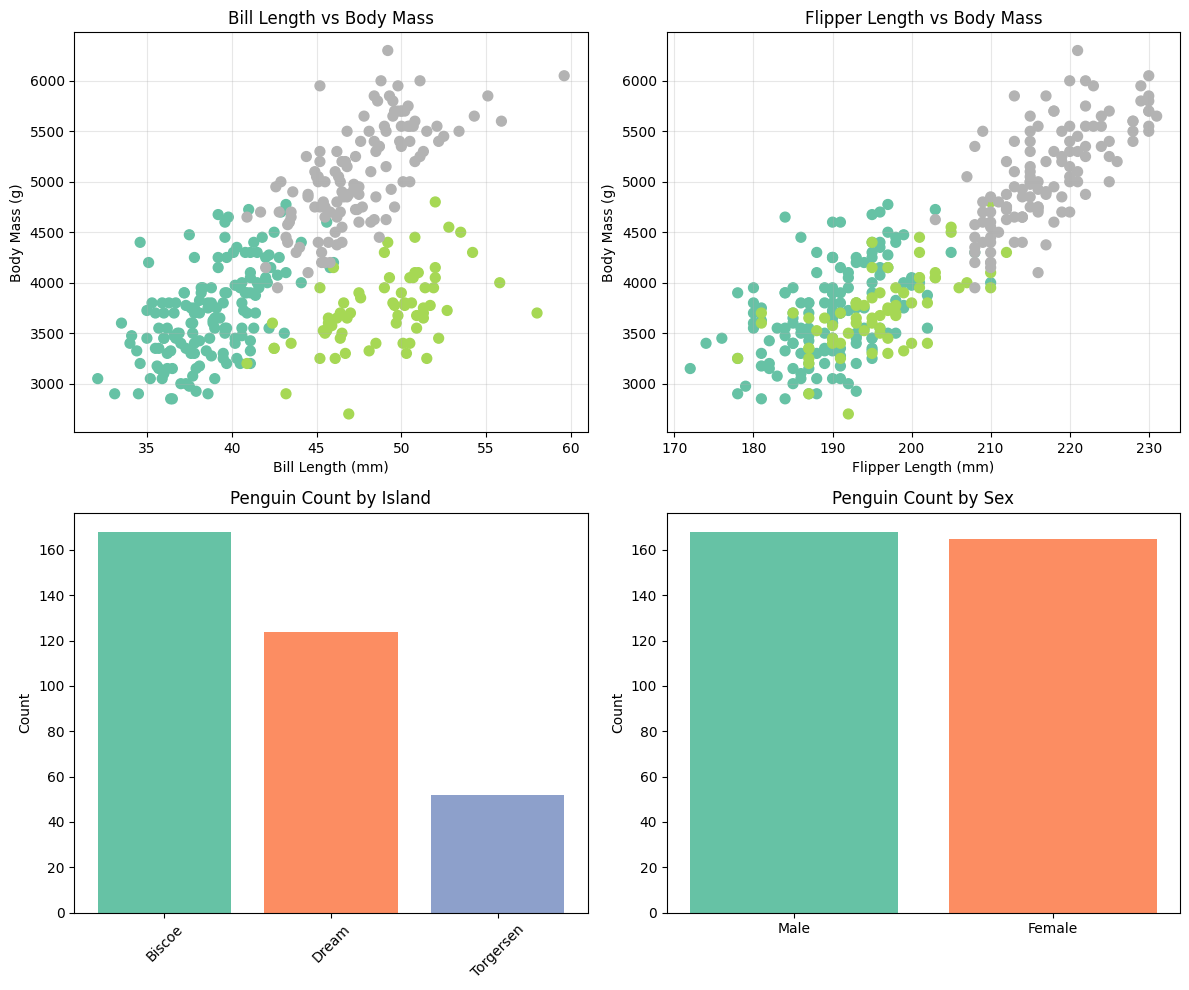 Bill Length vs Body Mass
6000
5500
5000
4500
4000
3500
3000
Body Mass (g)
35 40 45 50 55 60
Bill Length (mm)
Flipper Length vs Body Mass
6000
5500
5000
4500
4000
3500
3000
Body Mass (g)
170 180 190 200 210 220 230
Flipper Length (mm)
Penguin Count by Island
160
140
120
100
80
60
40
20
0
Count
Biscoe Dream Torgersen
Penguin Count by Sex
160
140
120
100
80
60
40
20
0
Count
Male Female